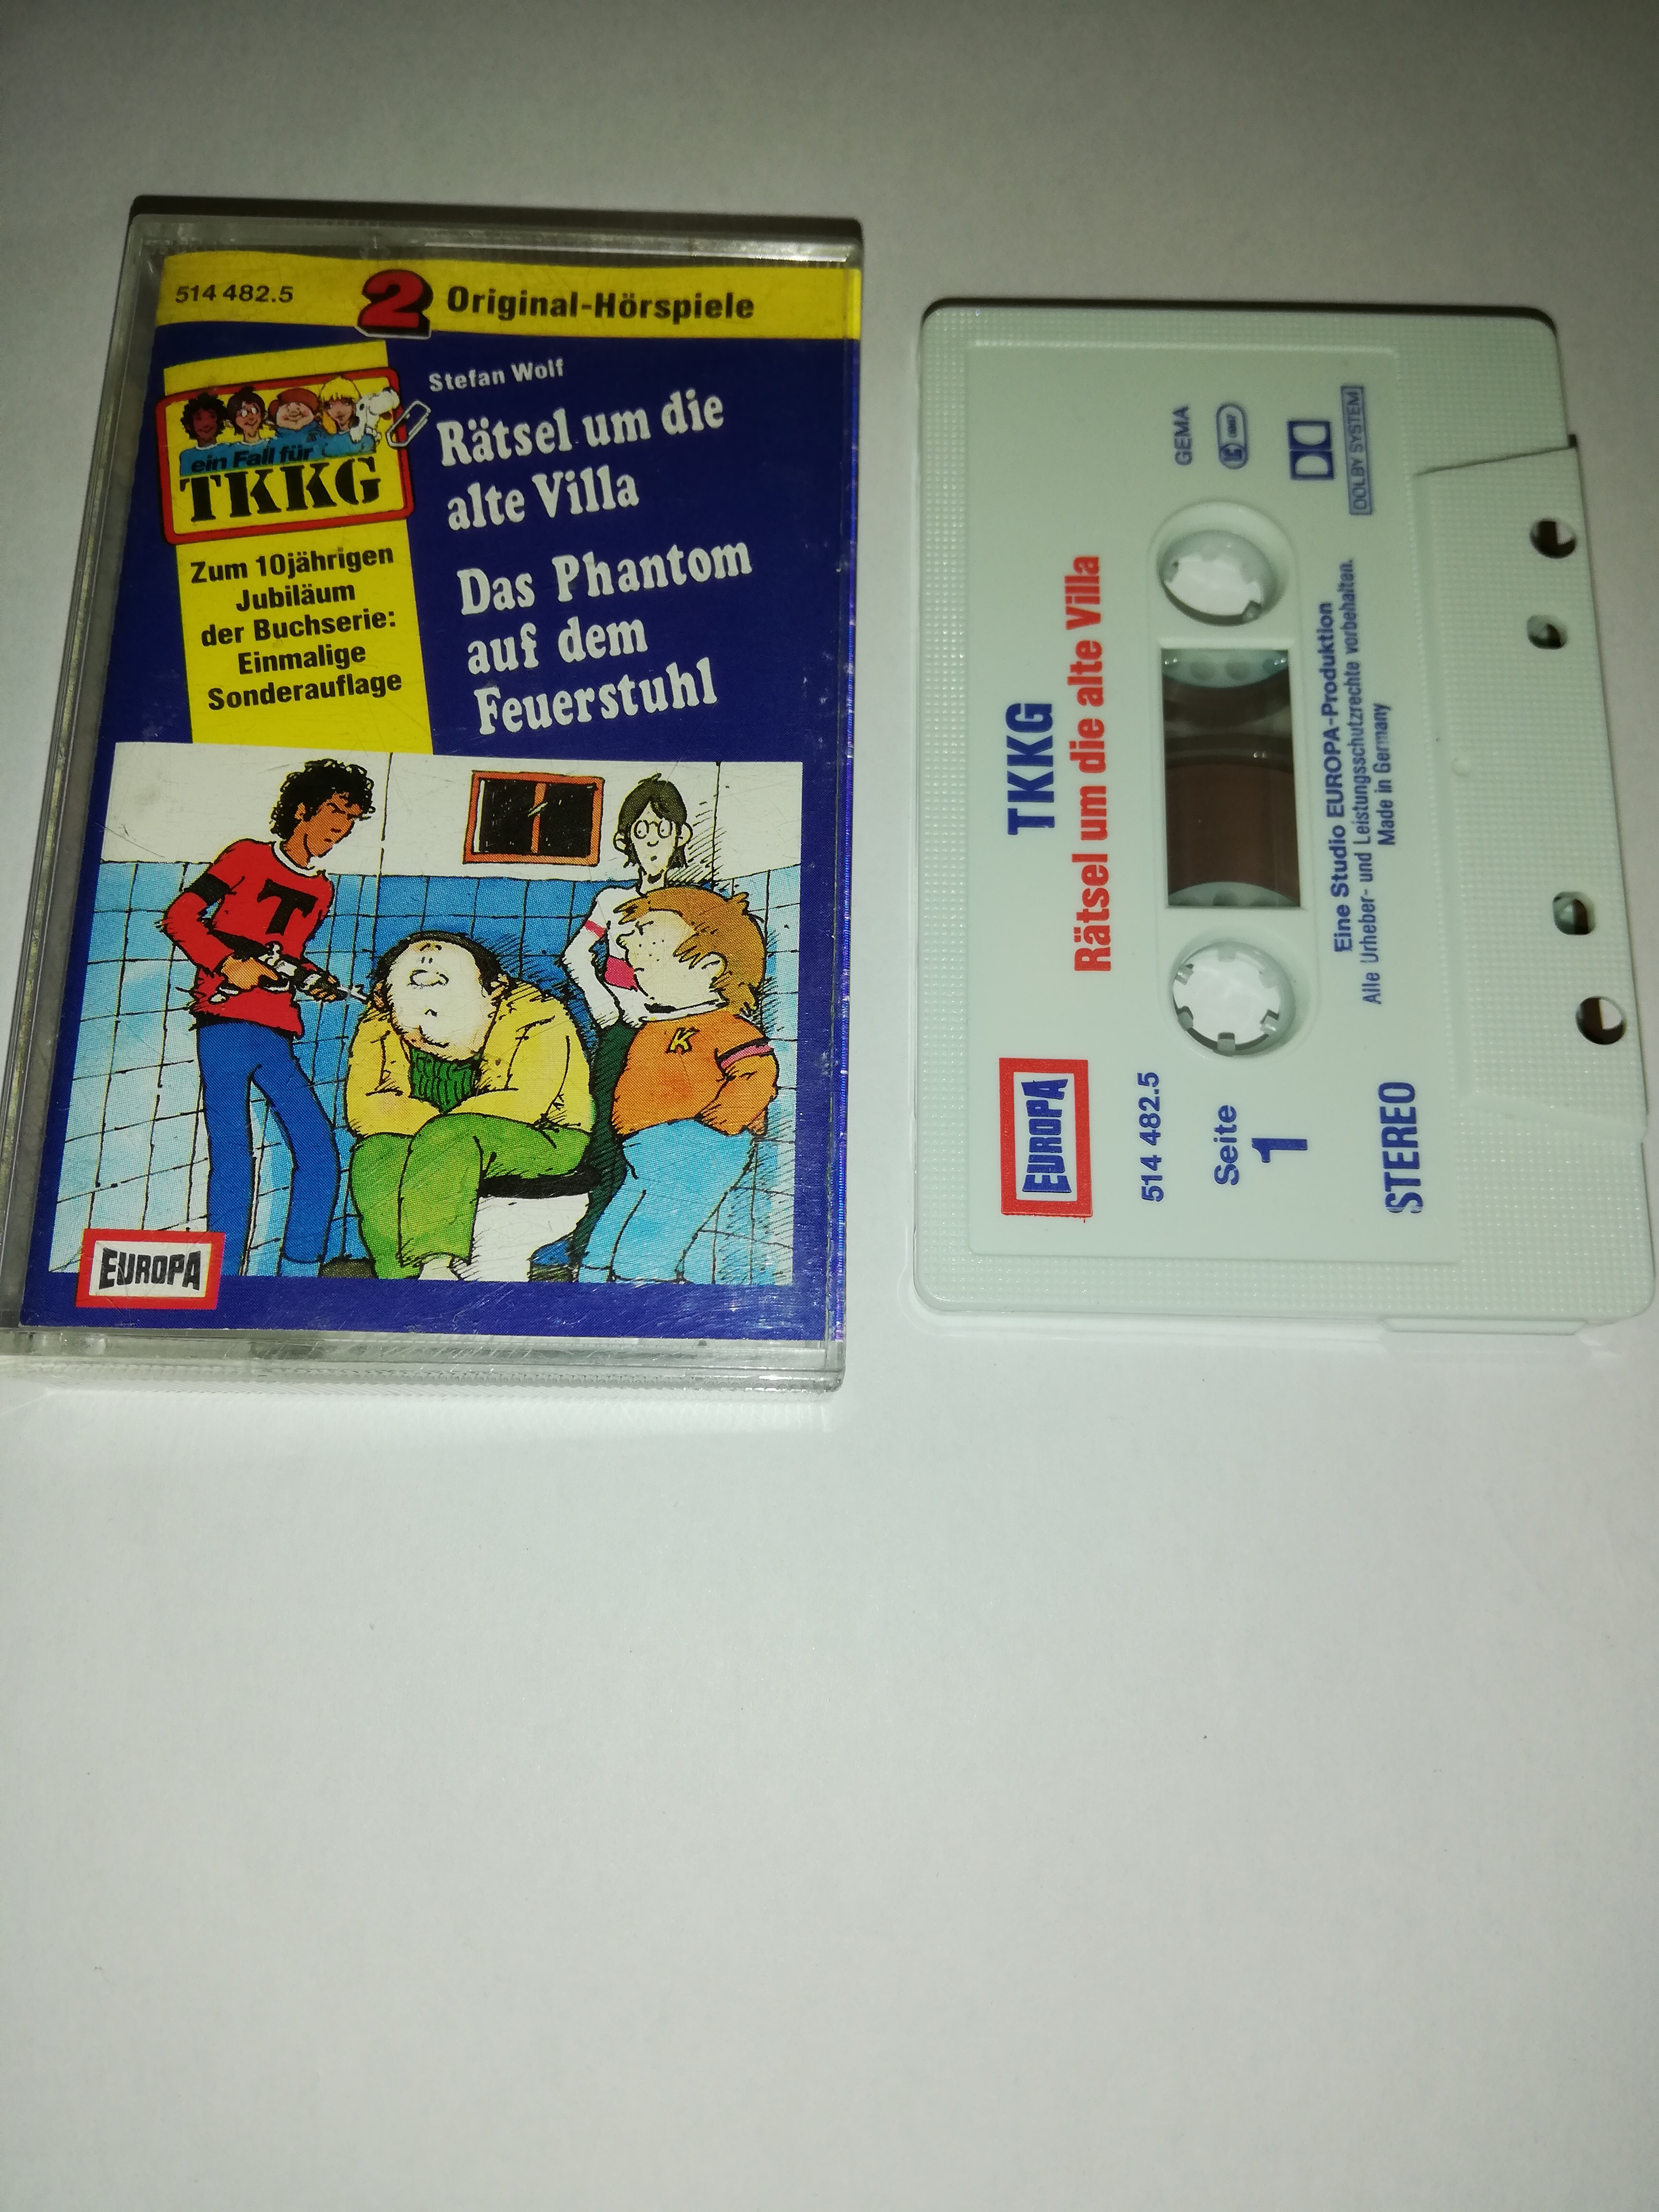 514 482.5
2 Original-Hörspiele
Stefan Wolf
Rätsel um die
alte Villa
Das Phantom
auf dem
Feuerstuhl
ein Fall für
TKKG
Zum 10jährigen
Jubiläum
der Buchserie:
Einmalige
Sonderauflage
T
K
EUROPA
TKKG
Rätsel um die alte Villa
EUROPA
514 482.5
Seite
1
STEREO
GEMA
DOLBY SYSTEM
Eine Studio EUROPA-Produktion
Alle Urheber- und Leistungsschutzrechte vorbehalten.
Made in Germany